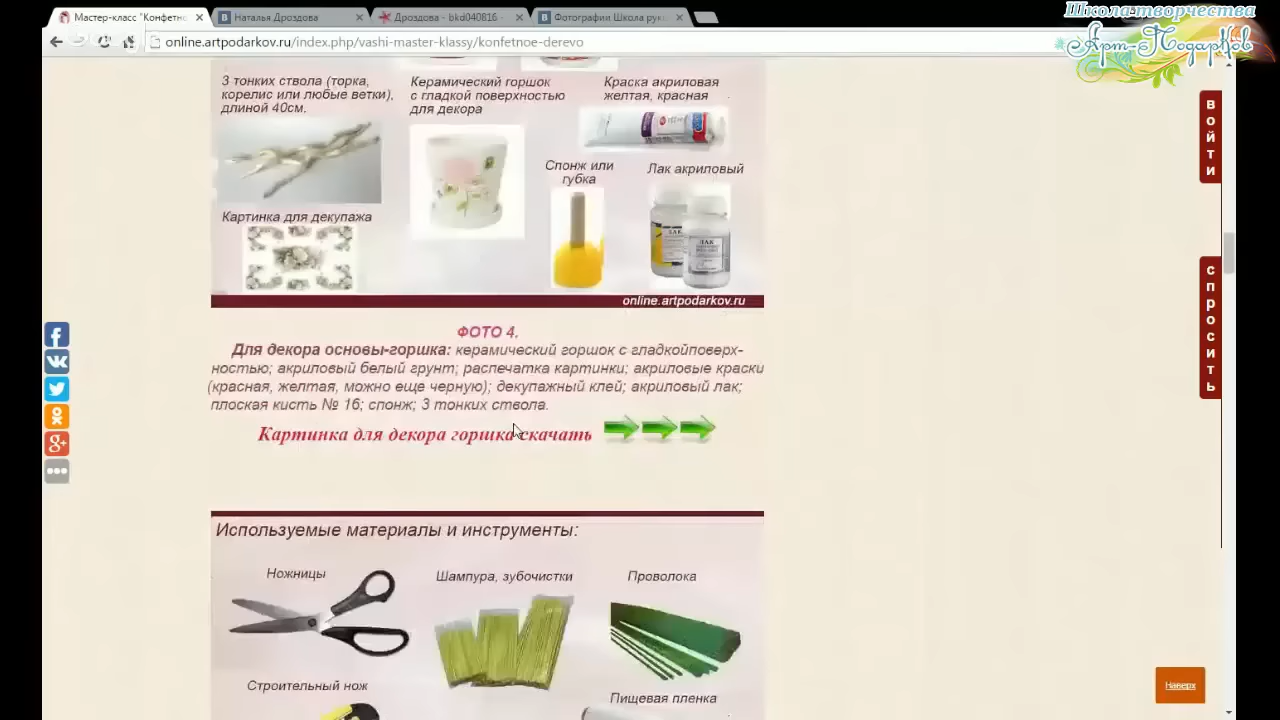 Школа творчества
Арт-Подарков
Мастер-класс "Конфетно
Наталья Дроздова
Дроздова - bkd040816 -
Фотографии Школа рук
online.artpodarkov.ru/index.php/vashi-master-klassy/konfetnoe-derevo
3 тонких ствола (торка,
корелис или любые ветки),
длиной 40см.
Керамический горшок
с гладкой поверхностью
для декора
Краска акриловая
желтая, красная
Спонж или
губка
Лак акриловый
Картинка для декупажа
ЛАК
ЛАК
online.artpodarkov.ru
ФОТО 4.
Для декора основы-горшка: керамический горшок с гладкойповерх-
ностью; акриловый белый грунт; распечатка картинки; акриловые краски
(красная, желтая, можно еще черную); декупажный клей; акриловый лак;
плоская кисть № 16; спонж; 3 тонких ствола.
Картинка для декора горшка скачать
Используемые материалы и инструменты:
Ножницы
Шампура, зубочистки
Проволока
Строительный нож
Пищевая пленка
войти
спросить
Наверх